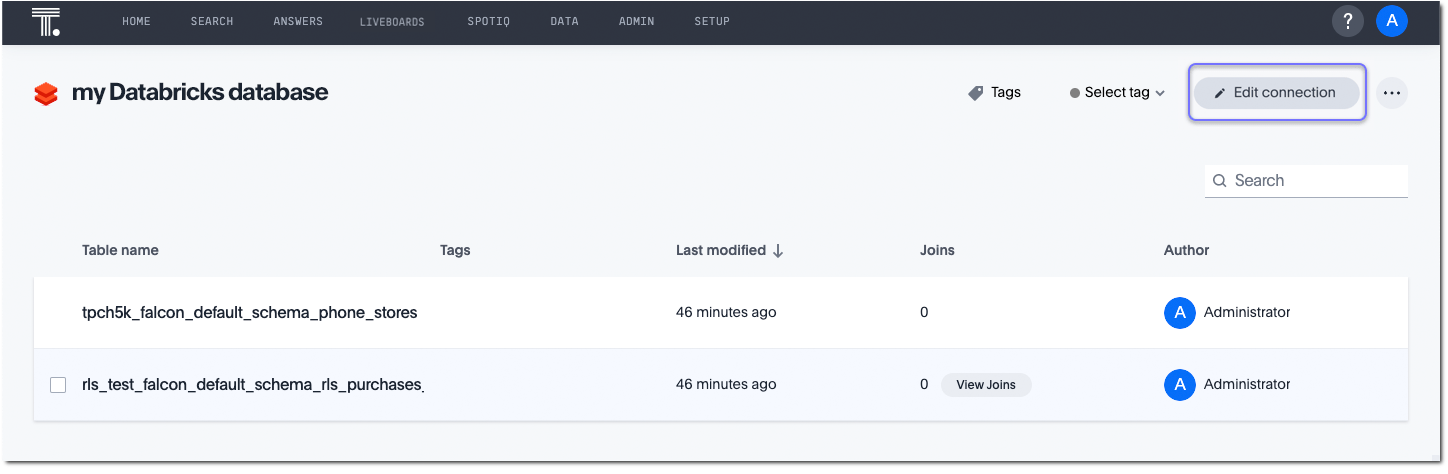 T. HOME SEARCH ANSWERS LIVEBOARDS SPOTIQ DATA ADMIN SETUP ? A
my Databricks database Tags Select tag Edit connection ...
Search
Table name Tags Last modified ↓ Joins Author
tpch5k_falcon_default_schema_phone_stores 46 minutes ago 0 A Administrator
rls_test_falcon_default_schema_rls_purchases_ 46 minutes ago 0 View Joins A Administrator